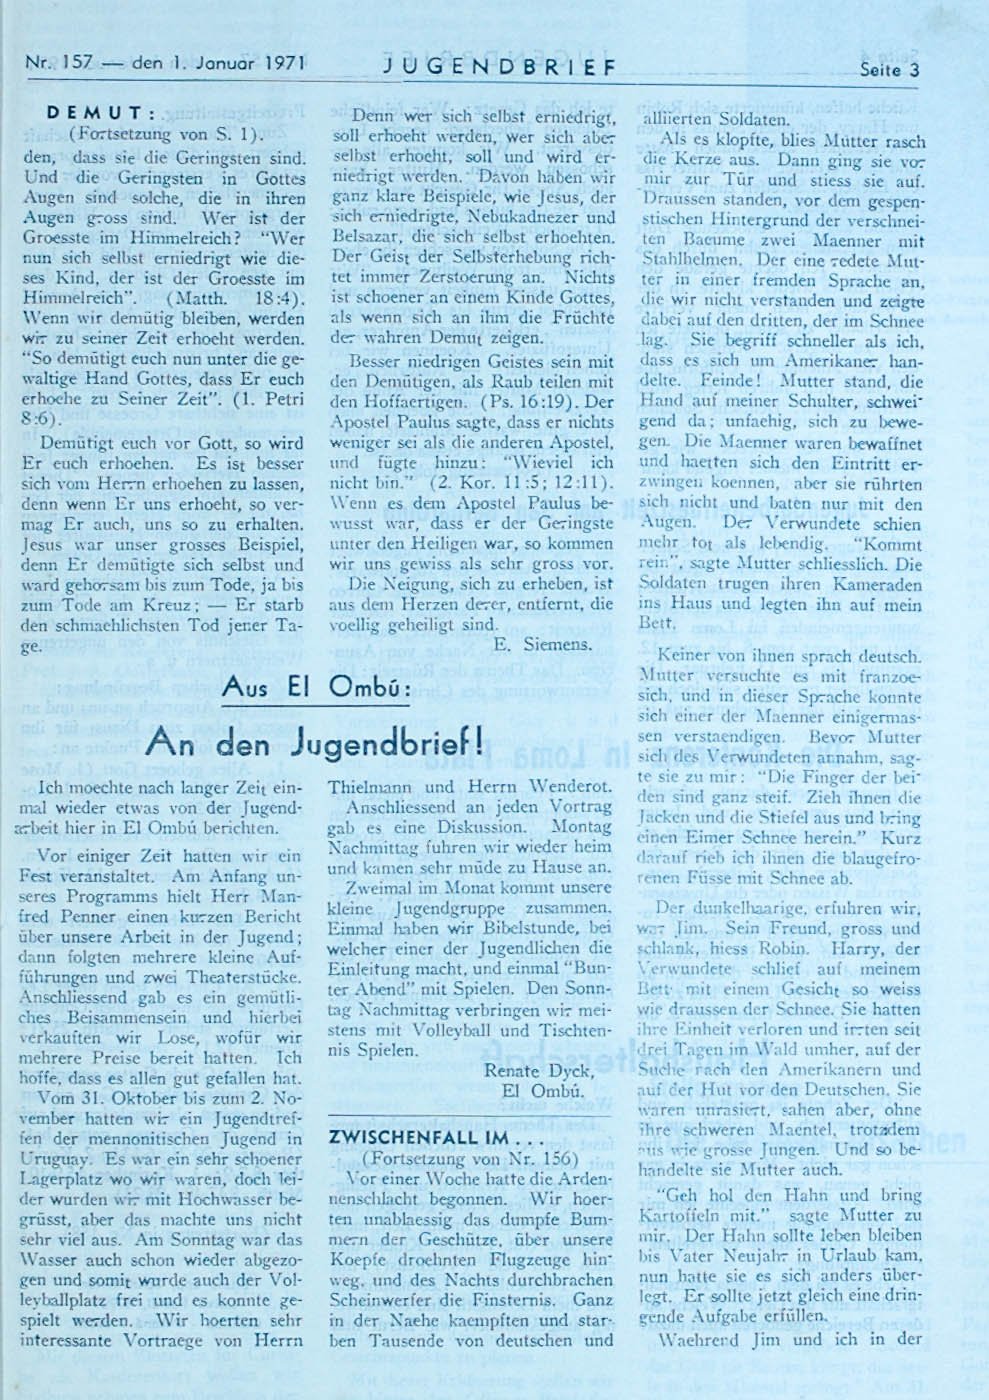 Nr. 157 — den 1. Januar 1971
JUGENDBRIEF
Seite 3
DEMUT:
(Fortsetzung von S. 1).
den, dass sie die Geringsten sind.
Und die Geringsten in Gottes
Augen sind solche, die in ihren
Augen gross sind. Wer ist der
Groesste im Himmelreich? "Wer
nun sich selbst erniedrigt wie die-
ses Kind, der ist der Groesste im
Himmelreich". (Matth. 18:4).
Wenn wir demütig bleiben, werden
wir zu seiner Zeit erhoeht werden.
"So demütigt euch nun unter die ge-
waltige Hand Gottes, dass Er euch
erhoehe zu Seiner Zeit". (1. Petri
8:6).
Demütigt euch vor Gott, so wird
Er euch erhoehen. Es ist besser
sich vom Herrn erhoehen zu lassen,
denn wenn Er uns erhoeht, so ver-
mag Er auch, uns so zu erhalten.
Jesus war unser grosses Beispiel,
denn Er demütigte sich selbst und
ward gehorsam bis zum Tode, ja bis
zum Tode am Kreuz; — Er starb
den schmaehlichsten Tod jener Ta-
ge.
Denn wer sich selbst erniedrigt,
soll erhoeht werden, wer sich aber
selbst erhoeht, soll und wird er-
niedrigt werden. Davon haben wir
ganz klare Beispiele, wie Jesus, der
sich erniedrigte, Nebukadnezer und
Belsazar, die sich selbst erhoehten.
Der Geist der Selbsterhebung rich-
tet immer Zerstoerung an. Nichts
ist schoener an einem Kinde Gottes,
als wenn sich an ihm die Früchte
der wahren Demut zeigen.
Besser niedrigen Geistes sein mit
den Demütigen, als Raub teilen mit
den Hoffaertigen. (Ps. 16:19). Der
Apostel Paulus sagte, dass er nichts
weniger sei als die anderen Apostel,
und fügte hinzu: "Wieviel ich
nicht bin." (2. Kor. 11:5; 12:11).
Wenn es dem Apostel Paulus be-
wusst war, dass er der Geringste
unter den Heiligen war, so kommen
wir uns gewiss als sehr gross vor.
Die Neigung, sich zu erheben, ist
aus dem Herzen derer, entfernt, die
voellig geheiligt sind.
E. Siemens.
Aus El Ombú:
An den Jugendbrief!
Ich moechte nach langer Zeit ein-
mal wieder etwas von der Jugend-
arbeit hier in El Ombú berichten.
Vor einiger Zeit hatten wir ein
Fest veranstaltet. Am Anfang un-
seres Programms hielt Herr Man-
fred Penner einen kurzen Bericht
über unsere Arbeit in der Jugend;
dann folgten mehrere kleine Auf-
führungen und zwei Theaterstücke.
Anschliessend gab es ein gemütli-
ches Beisammensein und hierbei
verkauften wir Lose, wofür wir
mehrere Preise bereit hatten. Ich
hoffe, dass es allen gut gefallen hat.
Vom 31. Oktober bis zum 2. No-
vember hatten wir ein Jugendtref-
fen der mennonitischen Jugend in
Uruguay. Es war ein sehr schoener
Lagerplatz wo wir waren, doch lei-
der wurden wir mit Hochwasser be-
grüsst, aber das machte uns nicht
sehr viel aus. Am Sonntag war das
Wasser auch schon wieder abgezo-
gen und somit wurde auch der Vol-
leyballplatz frei und es konnte ge-
spielt werden. Wir hoerten sehr
interessante Vortraege von Herrn
Thielmann und Herrn Wenderot.
Anschliessend an jeden Vortrag
gab es eine Diskussion. Montag
Nachmittag fuhren wir wieder heim
und kamen sehr müde zu Hause an.
Zweimal im Monat kommt unsere
kleine Jugendgruppe zusammen.
Einmal haben wir Bibelstunde, bei
welcher einer der Jugendlichen die
Einleitung macht, und einmal "Bun-
ter Abend" mit Spielen. Den Sonn-
tag Nachmittag verbringen wir mei-
stens mit Volleyball und Tischten-
nis Spielen.
Renate Dyck,
El Ombú.
ZWISCHENFALL IM . . .
(Fortsetzung von Nr. 156)
Vor einer Woche hatte die Arden-
nenschlacht begonnen. Wir hoer-
ten unablaessig das dumpfe Bum-
mern der Geschütze, über unsere
Koepfe droehnten Flugzeuge hin-
weg, und des Nachts durchbrachen
Scheinwerfer die Finsternis. Ganz
in der Naehe kaempften und star-
ben Tausende von deutschen und
alliierten Soldaten.
Als es klopfte, blies Mutter rasch
die Kerze aus. Dann ging sie vor
mir zur Tür und stiess sie auf.
Draussen standen, vor dem gespen-
stischen Hintergrund der verschnei-
ten Baeume zwei Maenner mit
Stahlhelmen. Der eine redete Mut-
ter in einer fremden Sprache an,
die wir nicht verstanden und zeigte
dabei auf den dritten, der im Schnee
lag. Sie begriff schneller als ich,
dass es sich um Amerikaner han-
delte. Feinde! Mutter stand, die
Hand auf meiner Schulter, schwei-
gend da; unfaehig, sich zu bewe-
gen. Die Maenner waren bewaffnet
und haetten sich den Eintritt er-
zwingen koennen, aber sie rührten
sich nicht und baten nur mit den
Augen. Der Verwundete schien
mehr tot als lebendig. "Kommt
rein", sagte Mutter schliesslich. Die
Soldaten trugen ihren Kameraden
ins Haus und legten ihn auf mein
Bett.
Keiner von ihnen sprach deutsch.
Mutter versuchte es mit franzoe-
sich, und in dieser Sprache konnte
sich einer der Maenner einigermas-
sen verstaendigen. Bevor Mutter
sich des Verwundeten annahm, sag-
te sie zu mir: "Die Finger der bei-
den sind ganz steif. Zieh ihnen die
Jacken und die Stiefel aus und bring
einen Eimer Schnee herein." Kurz
darauf rieb ich ihnen die blaugefro-
renen Füsse mit Schnee ab.
Der dunkelhaarige, erfuhren wir,
war Jim. Sein Freund, gross und
schlank, hiess Robin. Harry, der
Verwundete schlief auf meinem
Bett mit einem Gesicht so weiss
wie draussen der Schnee. Sie hatten
ihre Einheit verloren und irrten seit
drei Tagen im Wald umher, auf der
Suche nach den Amerikanern und
auf der Hut vor den Deutschen. Sie
waren unrasiert, sahen aber, ohne
ihre schweren Maentel, trotzdem
aus wie grosse Jungen. Und so be-
handelte sie Mutter auch.
"Geh hol den Hahn und bring
Kartoffeln mit." sagte Mutter zu
mir. Der Hahn sollte leben bleiben
bis Vater Neujahr in Urlaub kam,
nun hatte sie es sich anders über-
legt. Er sollte jetzt gleich eine drin-
gende Aufgabe erfüllen.
Waehrend Jim und ich in der